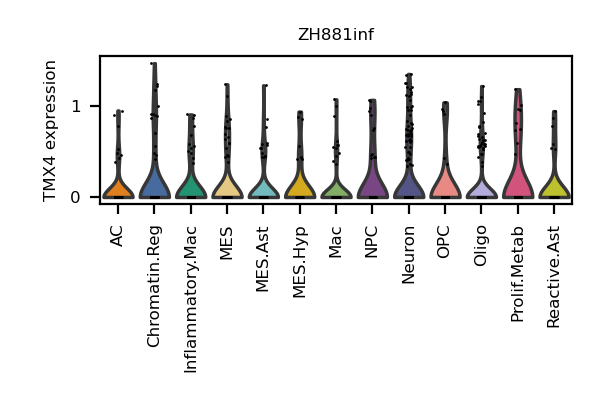 ZH881inf
TMX4 expression
1
0
AC
Chromatin.Reg
Inflammatory.Mac
MES
MES.Ast
MES.Hyp
Mac
NPC
Neuron
OPC
Oligo
Prolif.Metab
Reactive.Ast